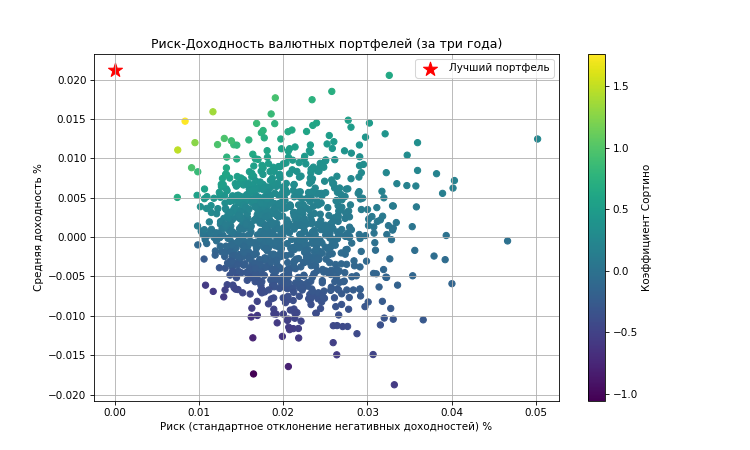 Риск-Доходность валютных портфелей (за три года)
Лучший портфель
Средняя доходность %
0.020
0.015
0.010
0.005
0.000
−0.005
−0.010
−0.015
−0.020
0.00 0.01 0.02 0.03 0.04 0.05
Риск (стандартное отклонение негативных доходностей) %
1.5
1.0
0.5
0.0
−0.5
−1.0
Коэффициент Сортино